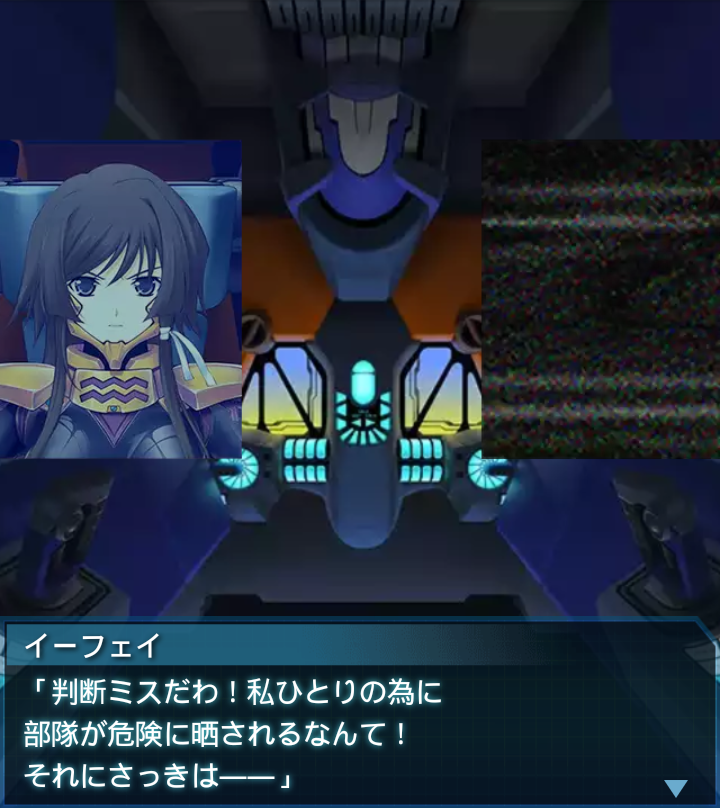 イーフェイ
「判断ミスだわ！私ひとりの為に
部隊が危険に晒されるなんて！
それにさっきは――」